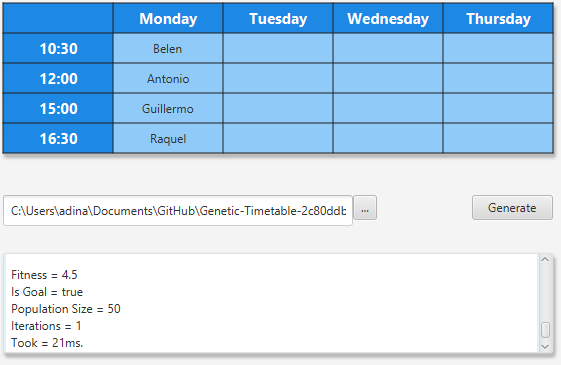 Monday Tuesday Wednesday Thursday
10:30 Belen
12:00 Antonio
15:00 Guillermo
16:30 Raquel
C:\Users\adina\Documents\GitHub\Genetic-Timetable-2c80ddb ... Generate
Fitness = 4.5
Is Goal = true
Population Size = 50
Iterations = 1
Took = 21ms.